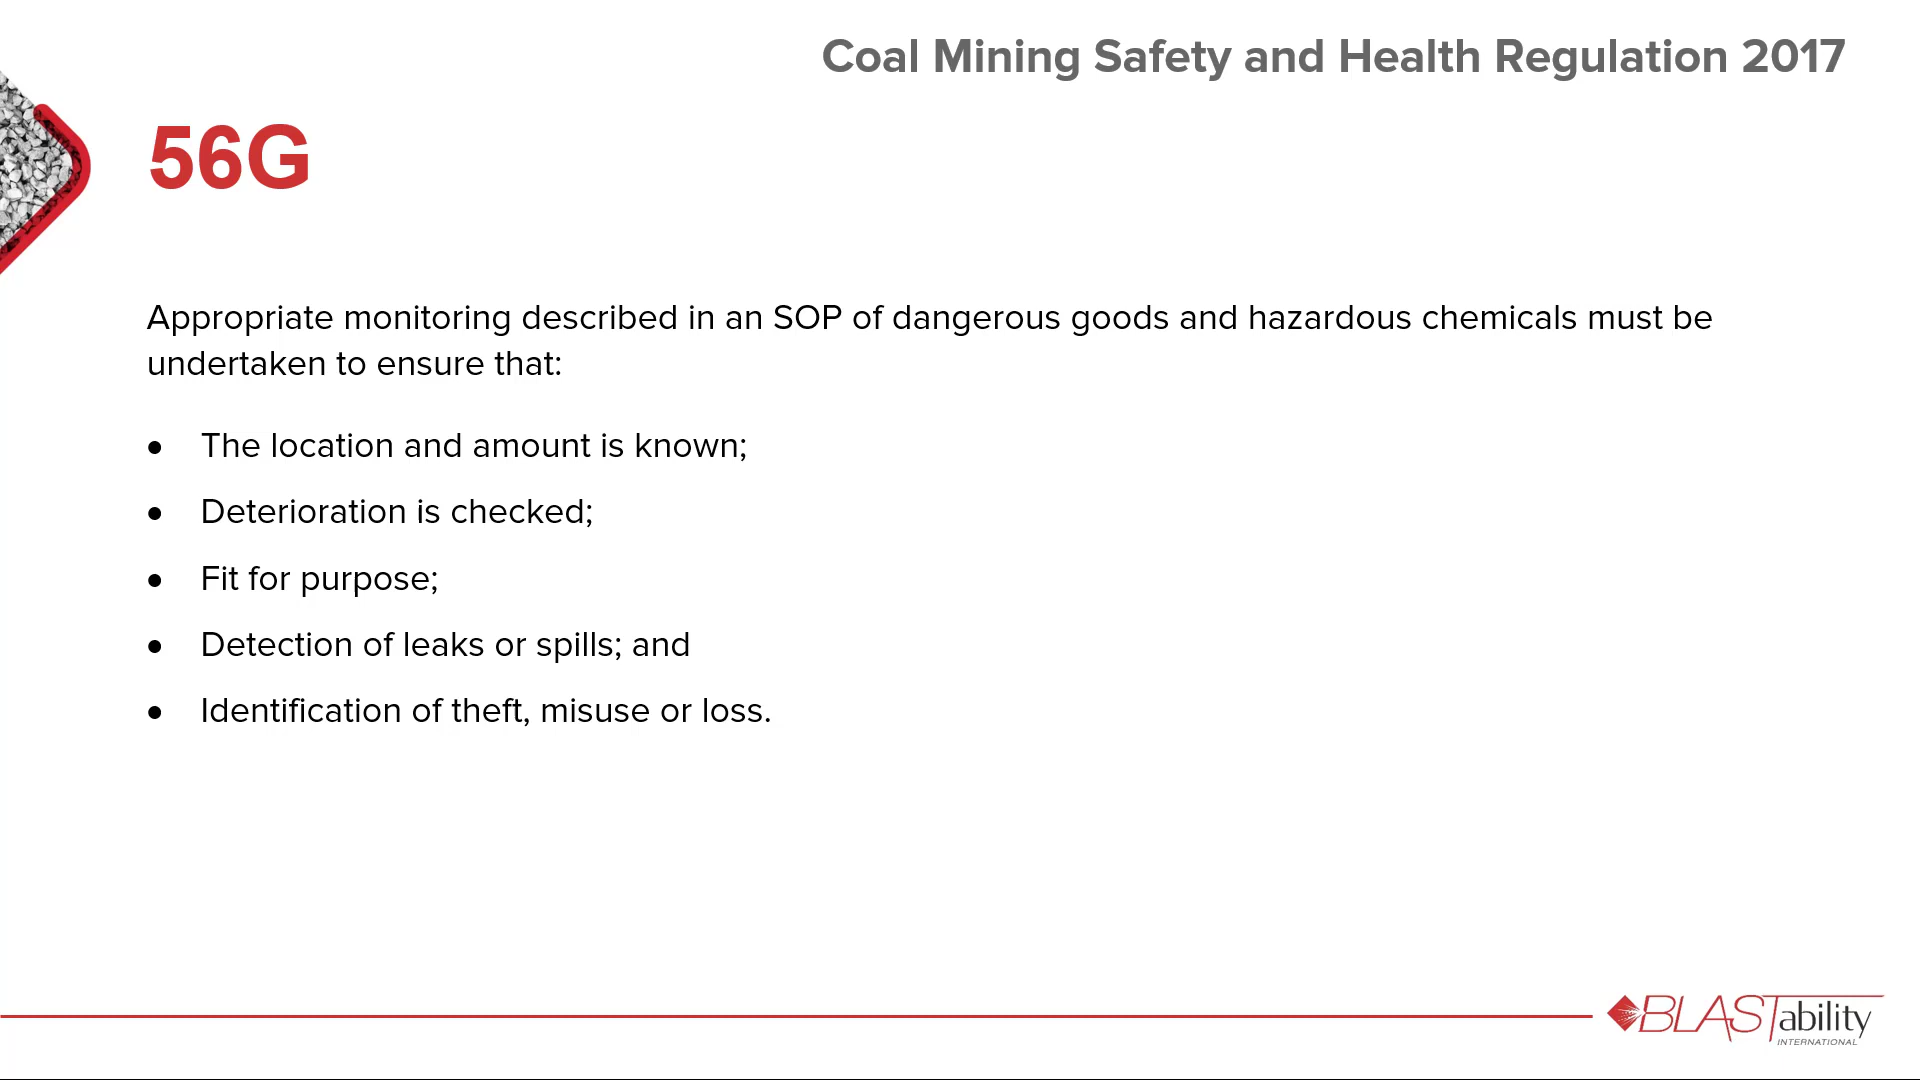 Coal Mining Safety and Health Regulation 2017
56G
Appropriate monitoring described in an SOP of dangerous goods and hazardous chemicals must be
undertaken to ensure that:
• The location and amount is known;
• Deterioration is checked;
• Fit for purpose;
• Detection of leaks or spills; and
• Identification of theft, misuse or loss.
BLASTability
INTERNATIONAL